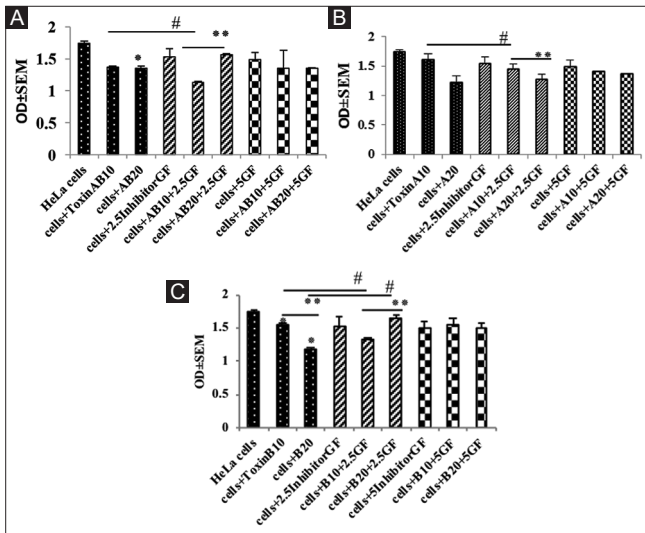 A
OD±SEM
2
1.5
1
0.5
0
#
*
**
HeLa cells
cells+ToxinAB10
cells+AB20
cells+2.5InhibitorGF
cells+AB10+2.5GF
cells+AB20+2.5GF
cells+5GF
cells+AB10+5GF
cells+AB20+5GF
B
OD±SEM
2
1.5
1
0.5
0
#
**
HeLa cells
cells+ToxinA10
cells+A20
cells+2.5InhibitorGF
cells+A10+2.5GF
cells+A20+2.5GF
cells+5GF
cells+A10+5GF
cells+A20+5GF
C
OD±SEM
2
1.5
1
0.5
0
#
#
**
**
*
*
HeLa cells
cells+ToxinB10
cells+B20
cells+2.5InhibitorGF
cells+B10+2.5GF
cells+B20+2.5GF
cells+5InhibitorGF
cells+B10+5GF
cells+B20+5GF